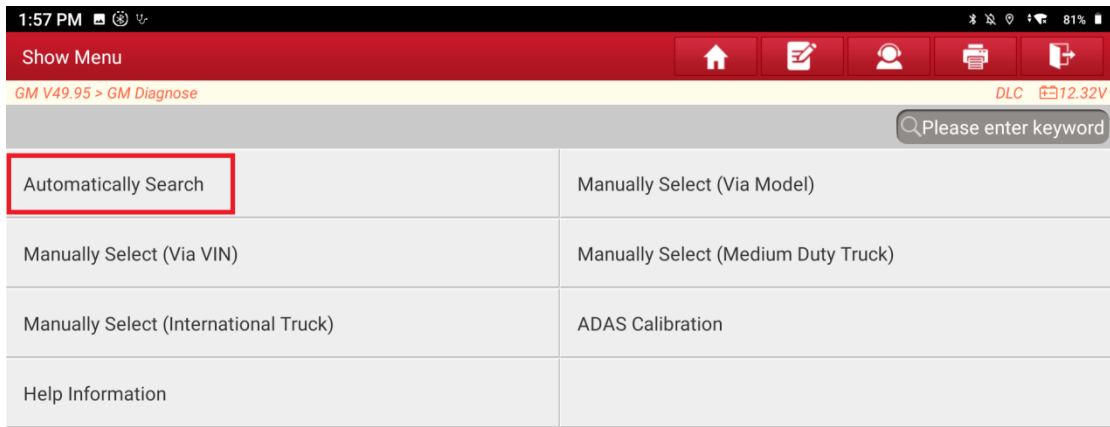 1:57 PM 81%
Show Menu
GM V49.95 > GM Diagnose DLC 12.32V
Please enter keyword
Automatically Search Manually Select (Via Model)
Manually Select (Via VIN) Manually Select (Medium Duty Truck)
Manually Select (International Truck) ADAS Calibration
Help Information